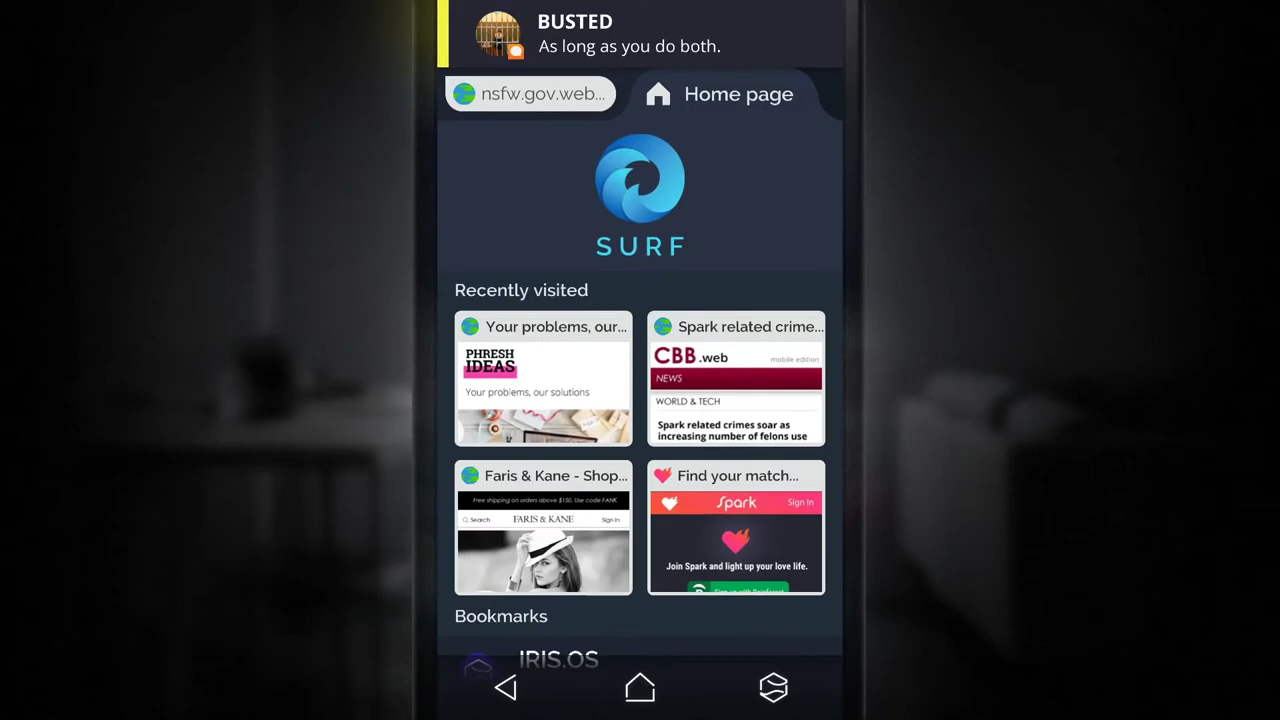 BUSTED
As long as you do both.
nsfw.gov.web...
Home page
SURF
Recently visited
Your problems, our...
Spark related crime...
PHRESH
IDEAS
Your problems, our solutions
CBB.web
mobile edition
NEWS
WORLD & TECH
Spark related crimes soar as
increasing number of felons use
Faris & Kane - Shop...
Find your match...
Free shipping on orders above $150. Use code FANK
Search
FARIS & KANE
Sign In
Spark
Sign In
Join Spark and light up your love life.
Sign up with Rainforest
Bookmarks
IRIS.OS